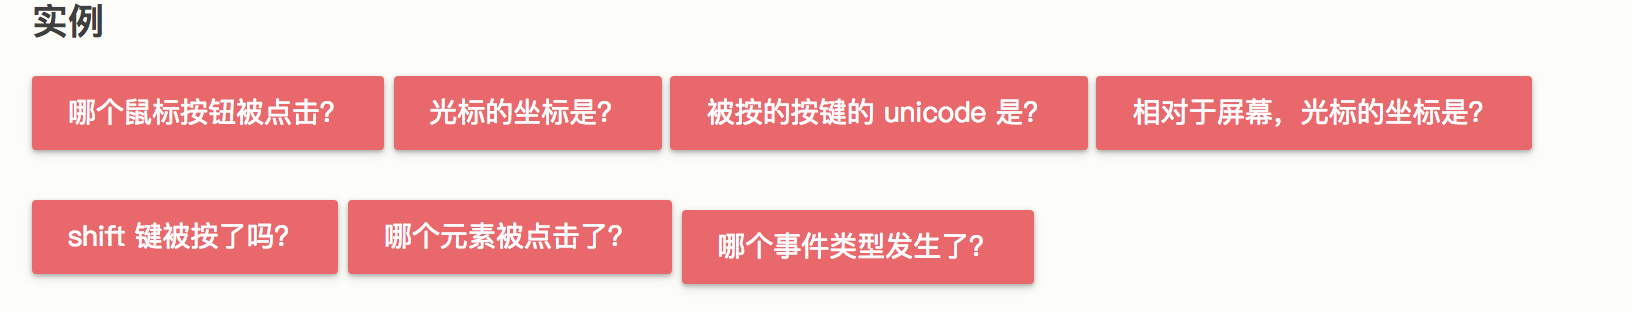 实例
哪个鼠标按钮被点击？
光标的坐标是？
被按的按键的 unicode 是？
相对于屏幕，光标的坐标是？
shift 键被按了吗？
哪个元素被点击了？
哪个事件类型发生了？